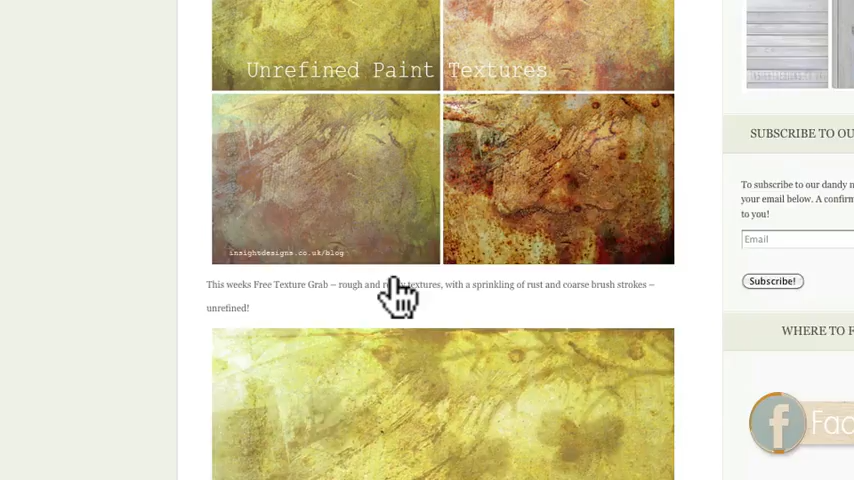 Unrefined Paint Textures
insightdesigns.co.uk/blog
This weeks Free Texture Grab – rough and textures, with a sprinkling of rust and coarse brush strokes –
unrefined!
SUBSCRIBE TO OU
To subscribe to our dandy n
your email below. A confirm
to you!
Email
Subscribe!
WHERE TO F
Fac